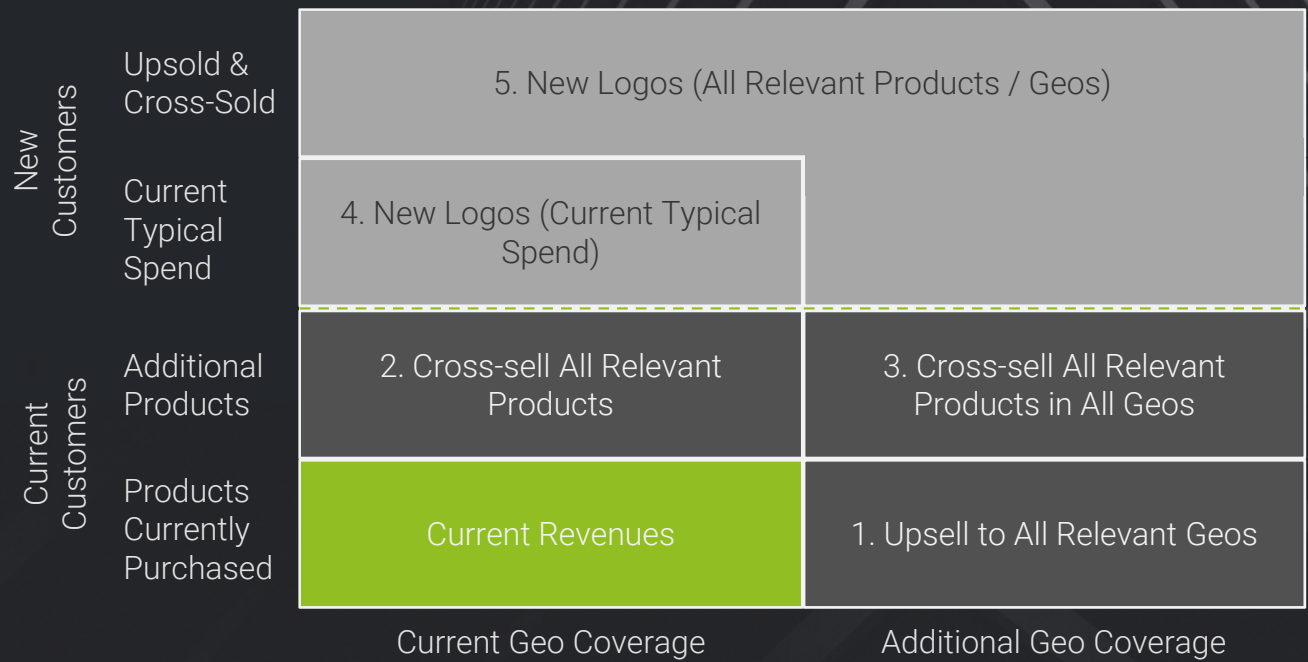 New
Customers
Upsold &
Cross-Sold
5. New Logos (All Relevant Products / Geos)
Current
Typical
Spend
4. New Logos (Current Typical
Spend)
Current
Customers
Additional
Products
2. Cross-sell All Relevant
Products
3. Cross-sell All Relevant
Products in All Geos
Products
Currently
Purchased
Current Revenues
1. Upsell to All Relevant Geos
Current Geo Coverage
Additional Geo Coverage